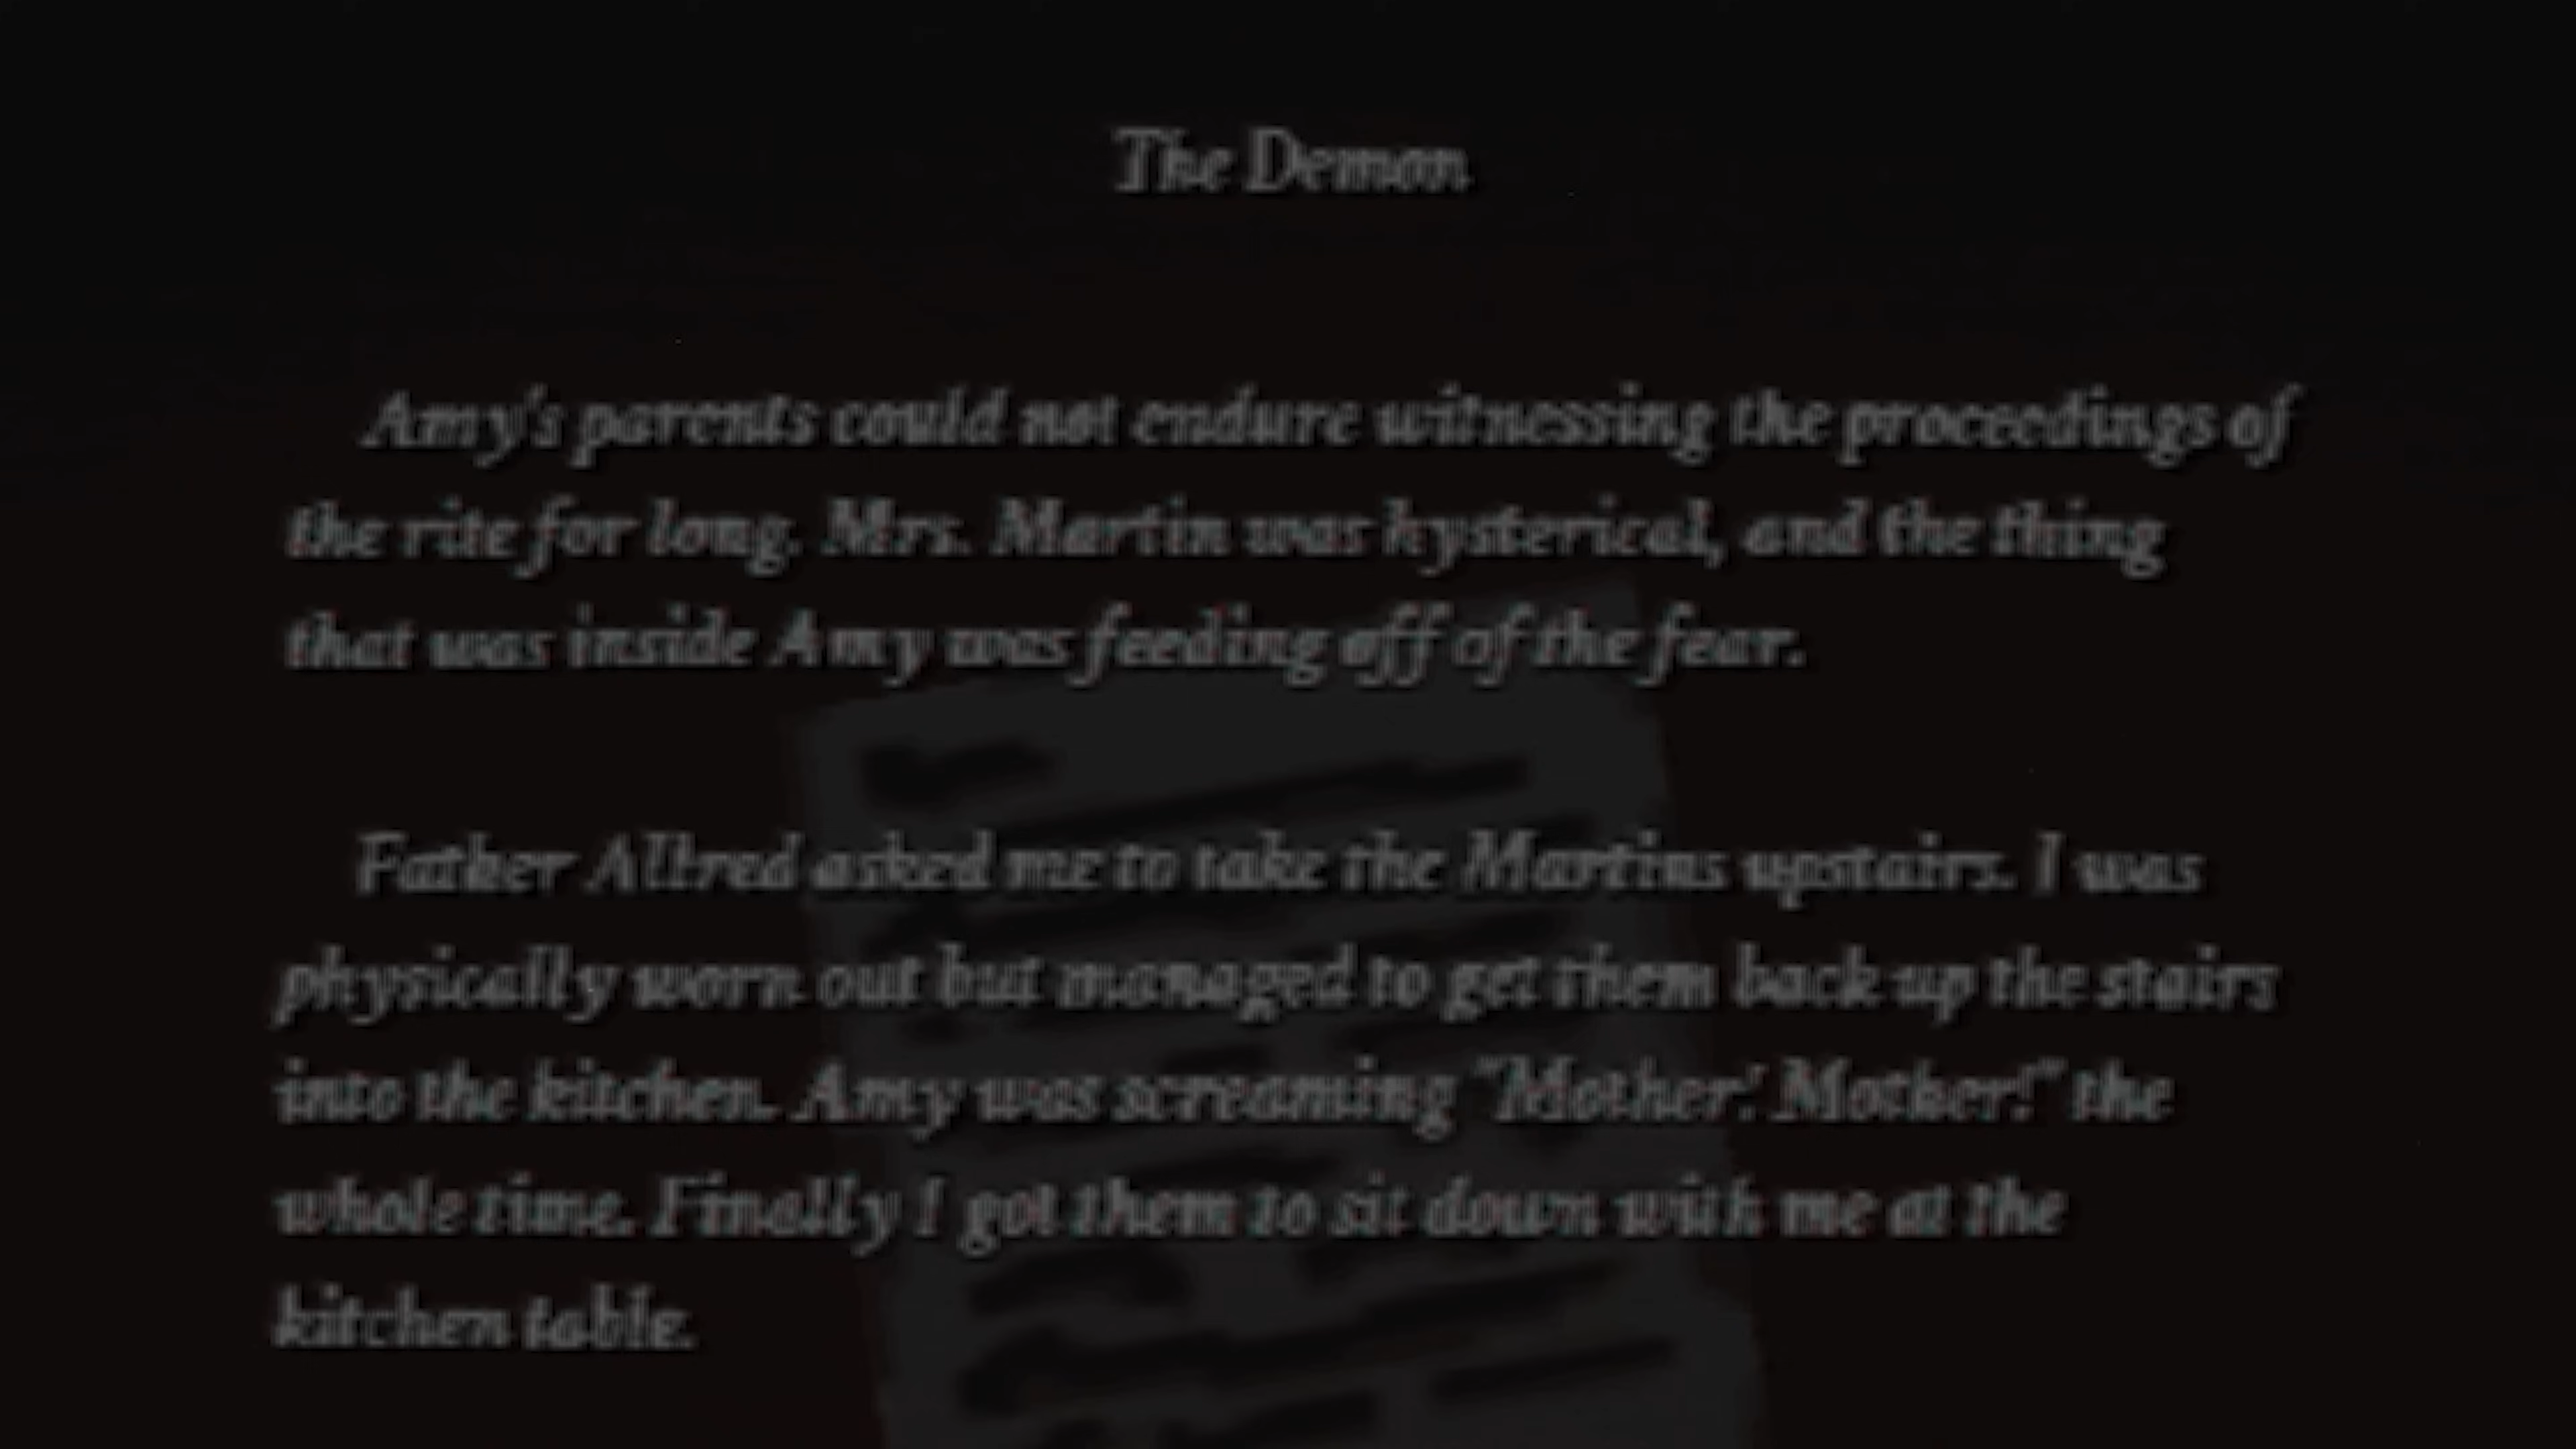 The Demon
Amy's parents could not endure witnessing the proceedings of
the rite for long. Mrs. Martin was hysterical, and the thing
that was inside Amy was feeding off of the fear.
Father Allred asked me to take the Martins upstairs. I was
physically worn out but managed to get them back up the stairs
into the kitchen. Amy was screaming "Mother! Mother!" the
whole time. Finally I got them to sit down with me at the
kitchen table.